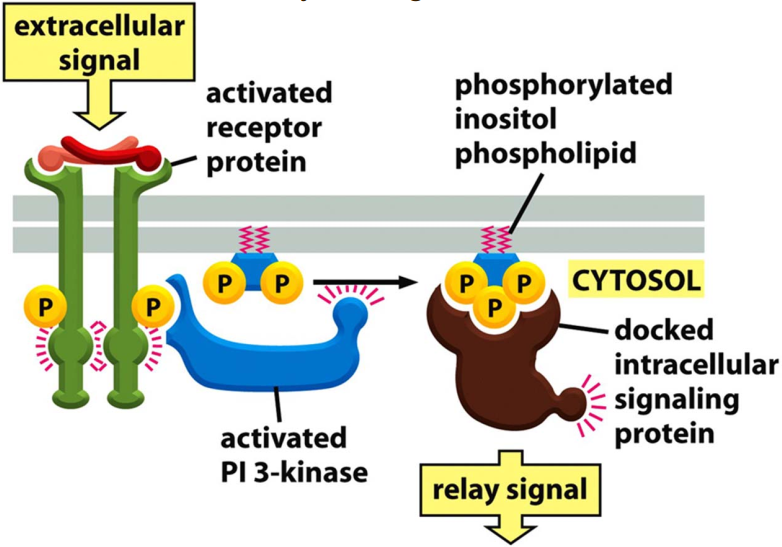 extracellular
signal
activated
receptor
protein
phosphorylated
inositol
phospholipid
P
P
P
P
P
P
P
CYTOSOL
docked
intracellular
signaling
protein
activated
PI 3-kinase
relay signal